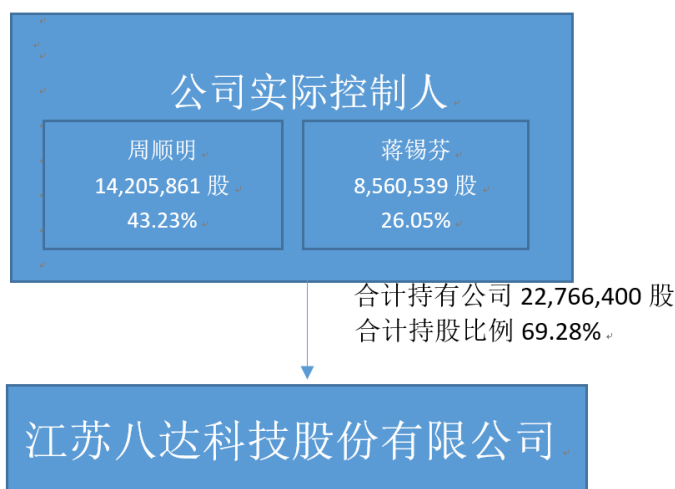 公司实际控制人
周顺明
14,205,861 股
43.23%
蒋锡芬
8,560,539 股
26.05%
合计持有公司 22,766,400 股
合计持股比例 69.28%
江苏八达科技股份有限公司